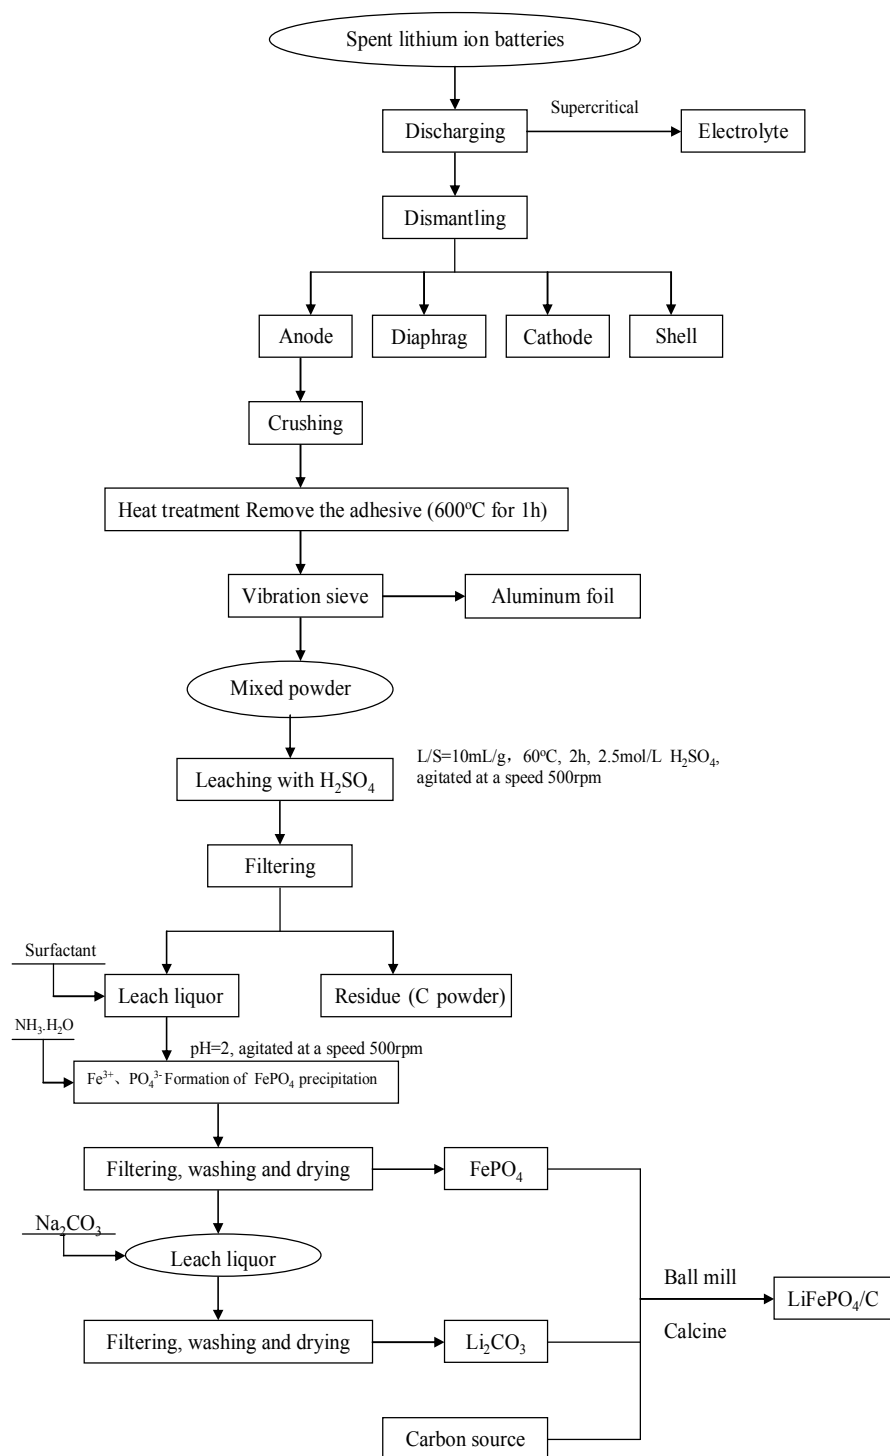 Spent lithium ion batteries
Supercritical
Discharging
Electrolyte
Dismantling
Anode
Diaphrag
Cathode
Shell
Crushing
Heat treatment Remove the adhesive (600ºC for 1h)
Vibration sieve
Aluminum foil
Mixed powder
L/S=10mL/g，60ºC, 2h, 2.5mol/L H₂SO₄,
agitated at a speed 500rpm
Leaching with H₂SO₄
Filtering
Surfactant
Leach liquor
Residue (C powder)
NH₃.H₂O
pH=2, agitated at a speed 500rpm
Fe³⁺、PO₄³⁻ Formation of FePO₄ precipitation
Filtering, washing and drying
FePO₄
Na₂CO₃
Leach liquor
Ball mill
Calcine
LiFePO₄/C
Filtering, washing and drying
Li₂CO₃
Carbon source